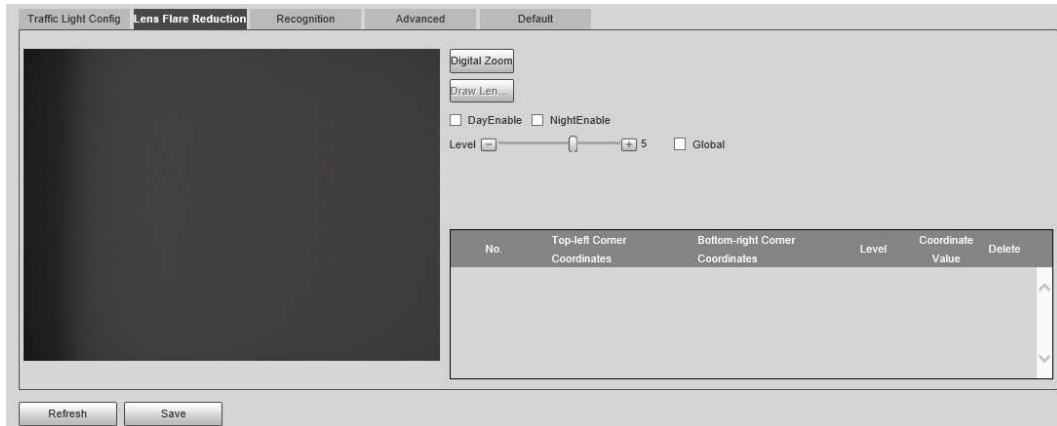 Traffic Light Config Lens Flare Reduction Recognition Advanced Default
Digital Zoom
Draw Len...
DayEnable NightEnable
Level 5 Global
No. Top-left Corner Coordinates Bottom-right Corner Coordinates Level Coordinate Value Delete
Refresh Save